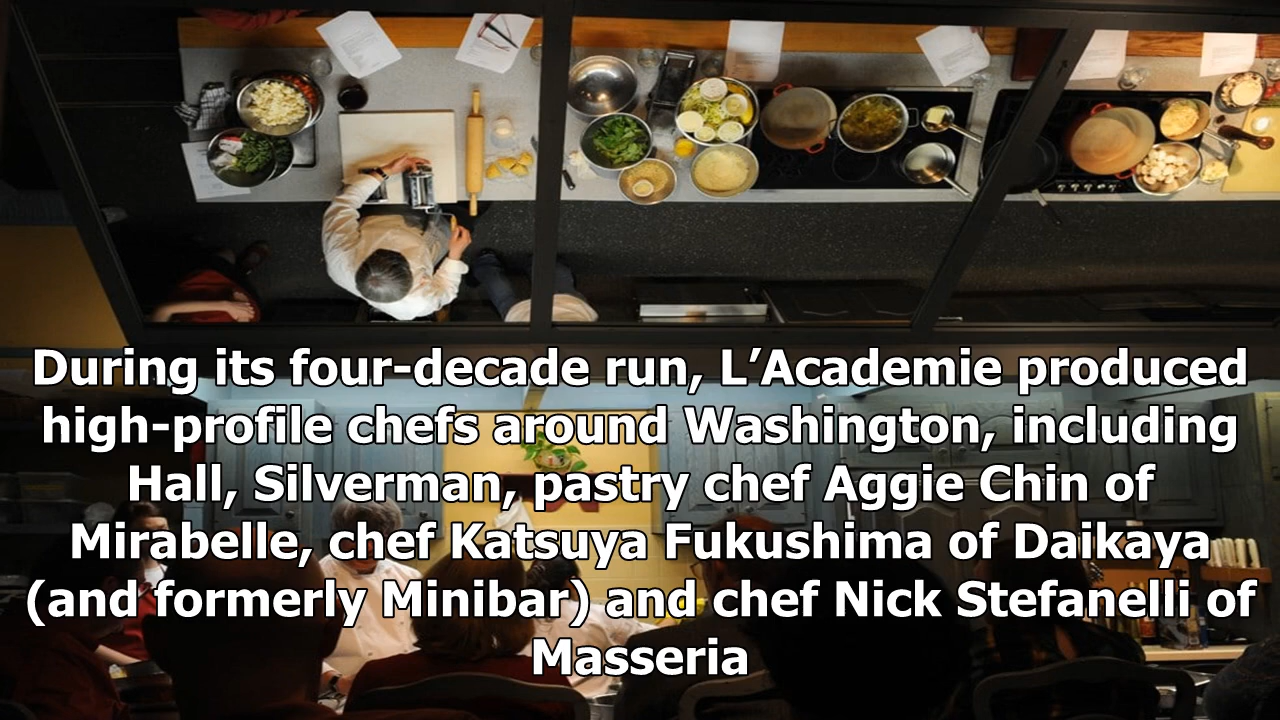 During its four-decade run, L’Academie produced
high-profile chefs around Washington, including
Hall, Silverman, pastry chef Aggie Chin of
Mirabelle, chef Katsuya Fukushima of Daikaya
(and formerly Minibar) and chef Nick Stefanelli of
Masseria